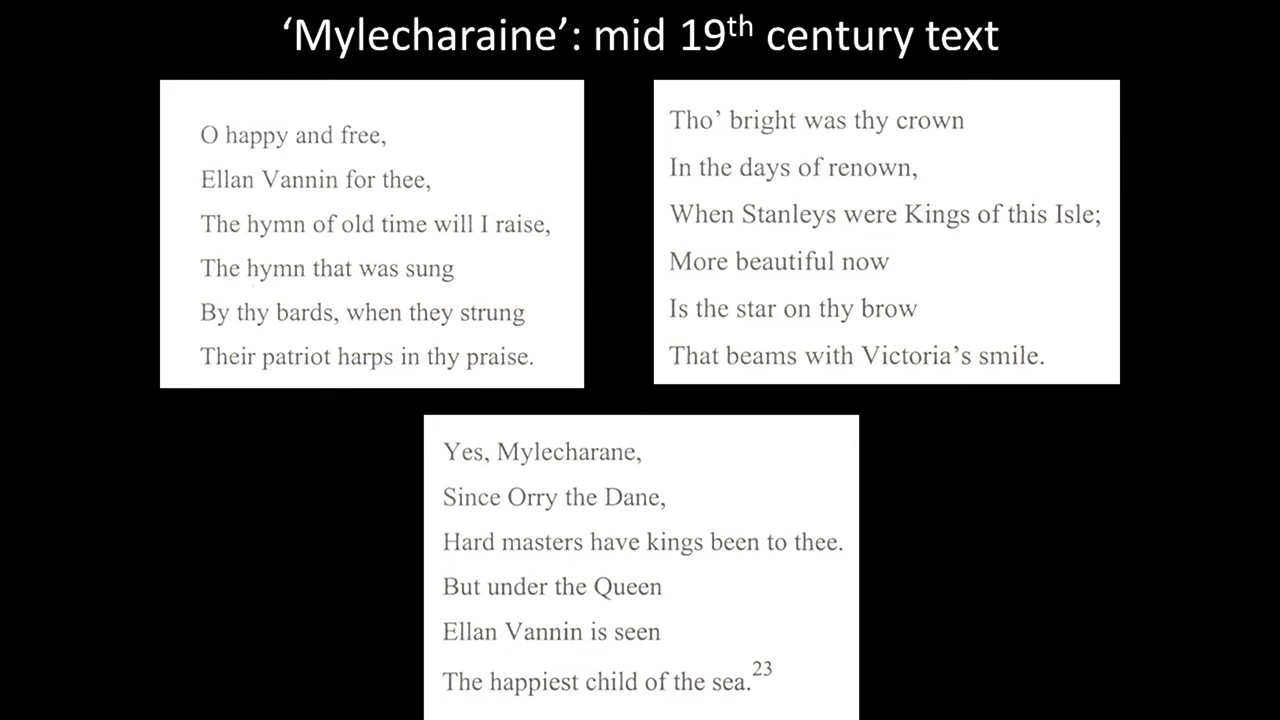 ‘Mylecharaine’: mid 19th century text
O happy and free,
Ellan Vannin for thee,
The hymn of old time will I raise,
The hymn that was sung
By thy bards, when they strung
Their patriot harps in thy praise.
Tho’ bright was thy crown
In the days of renown,
When Stanleys were Kings of this Isle;
More beautiful now
Is the star on thy brow
That beams with Victoria’s smile.
Yes, Mylecharane,
Since Orry the Dane,
Hard masters have kings been to thee.
But under the Queen
Ellan Vannin is seen
The happiest child of the sea.23